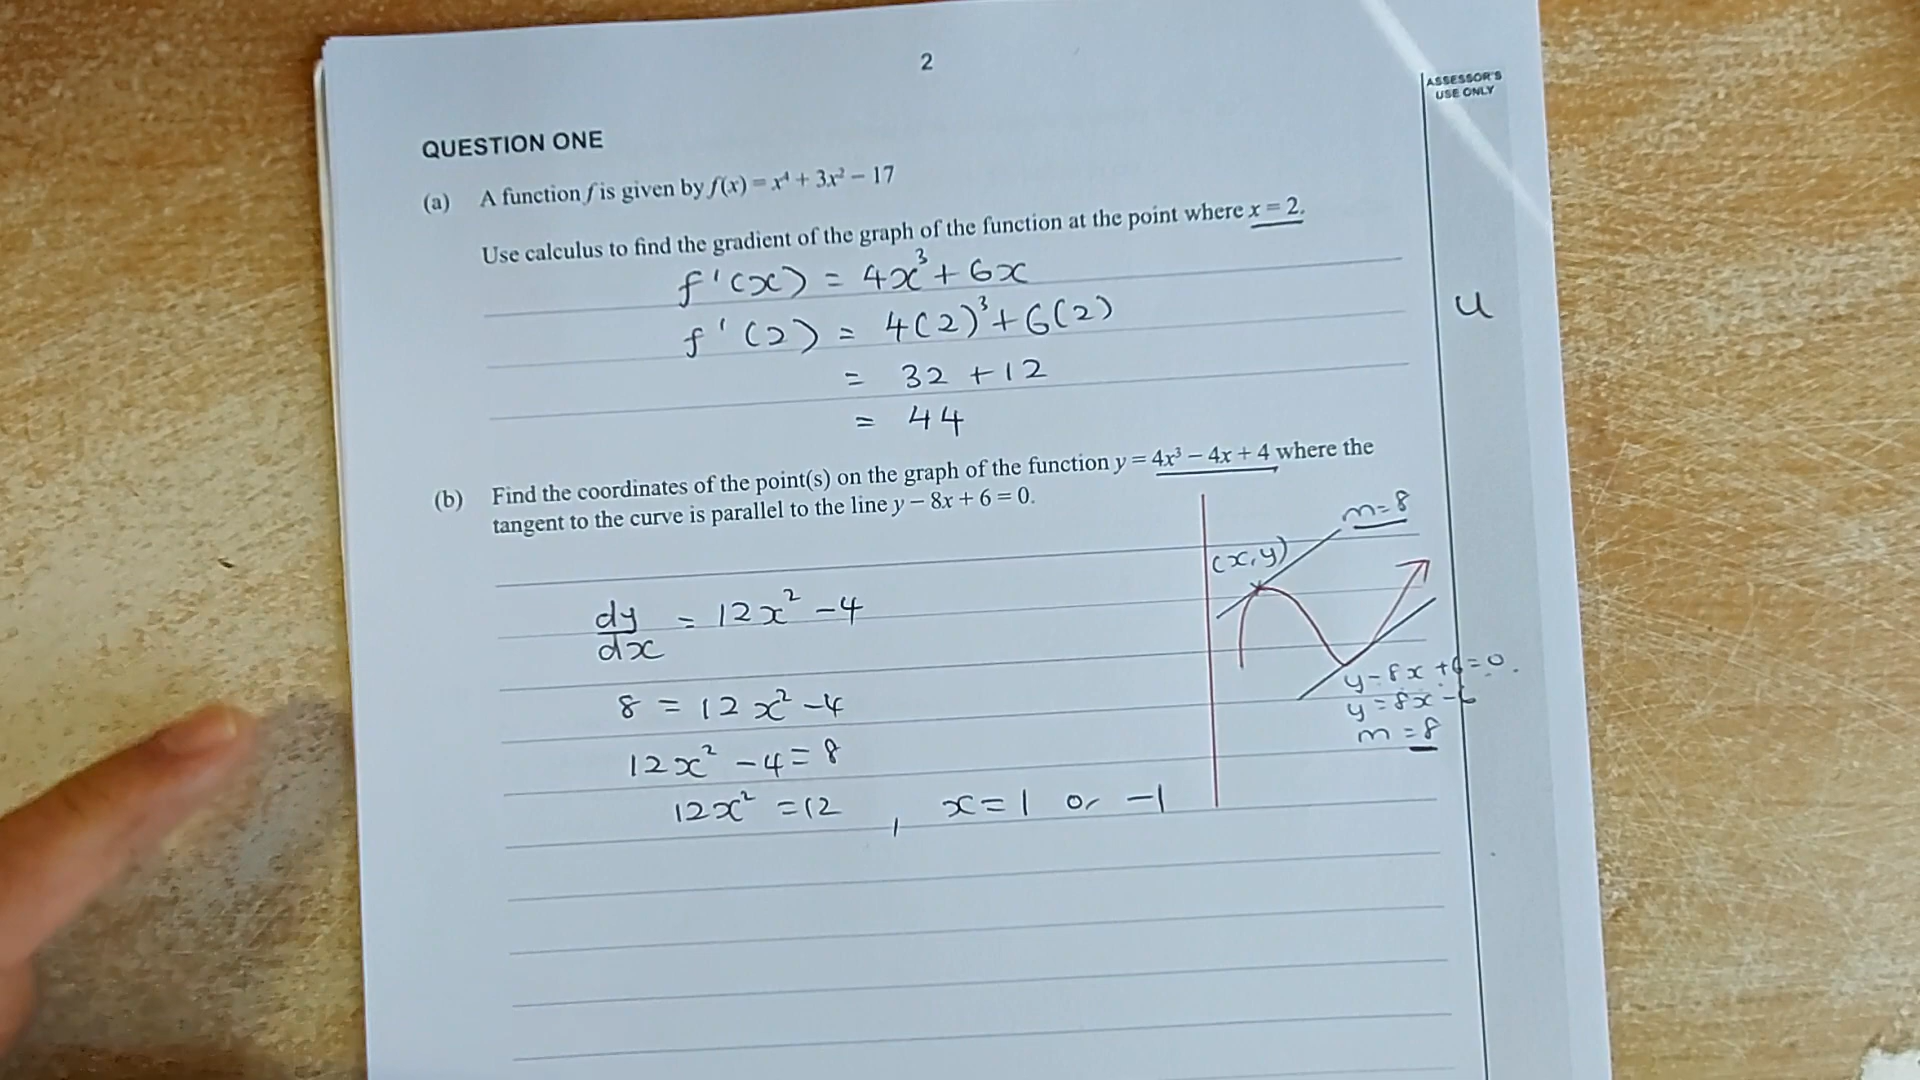 2
ASSESSOR'S
USE ONLY
QUESTION ONE
(a) A function f is given by f(x) = x⁴ + 3x² – 17
Use calculus to find the gradient of the graph of the function at the point where x = 2.
f'(x) = 4x³ + 6x
f'(2) = 4(2)³ + 6(2)
u
= 32 + 12
= 44
(b) Find the coordinates of the point(s) on the graph of the function y = 4x³ – 4x + 4 where the
tangent to the curve is parallel to the line y – 8x + 6 = 0.
m=8
(x,y)
dy/dx = 12x² – 4
y – 8x + 6 = 0.
y = 8x – 6
m = 8
8 = 12x² – 4
12x² – 4 = 8
12x² = 12 , x = 1 or –1